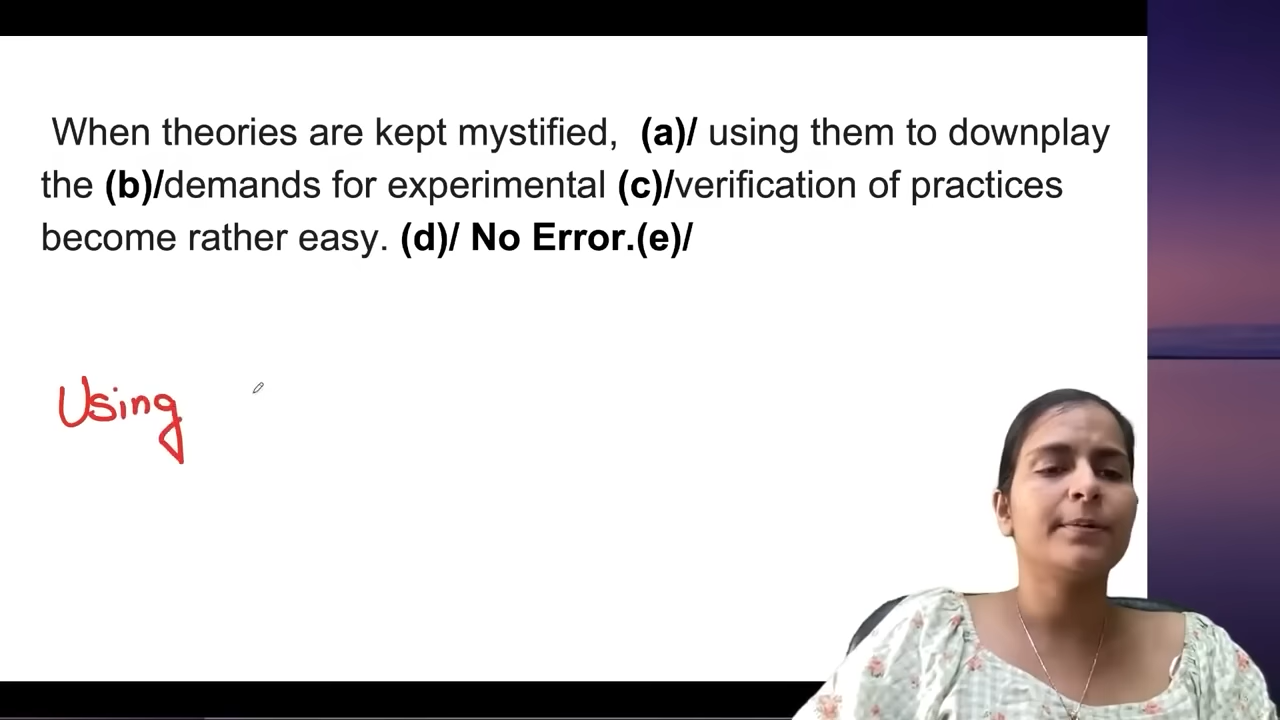 When theories are kept mystified, (a)/ using them to downplay
the (b)/demands for experimental (c)/verification of practices
become rather easy. (d)/ No Error.(e)/
Using